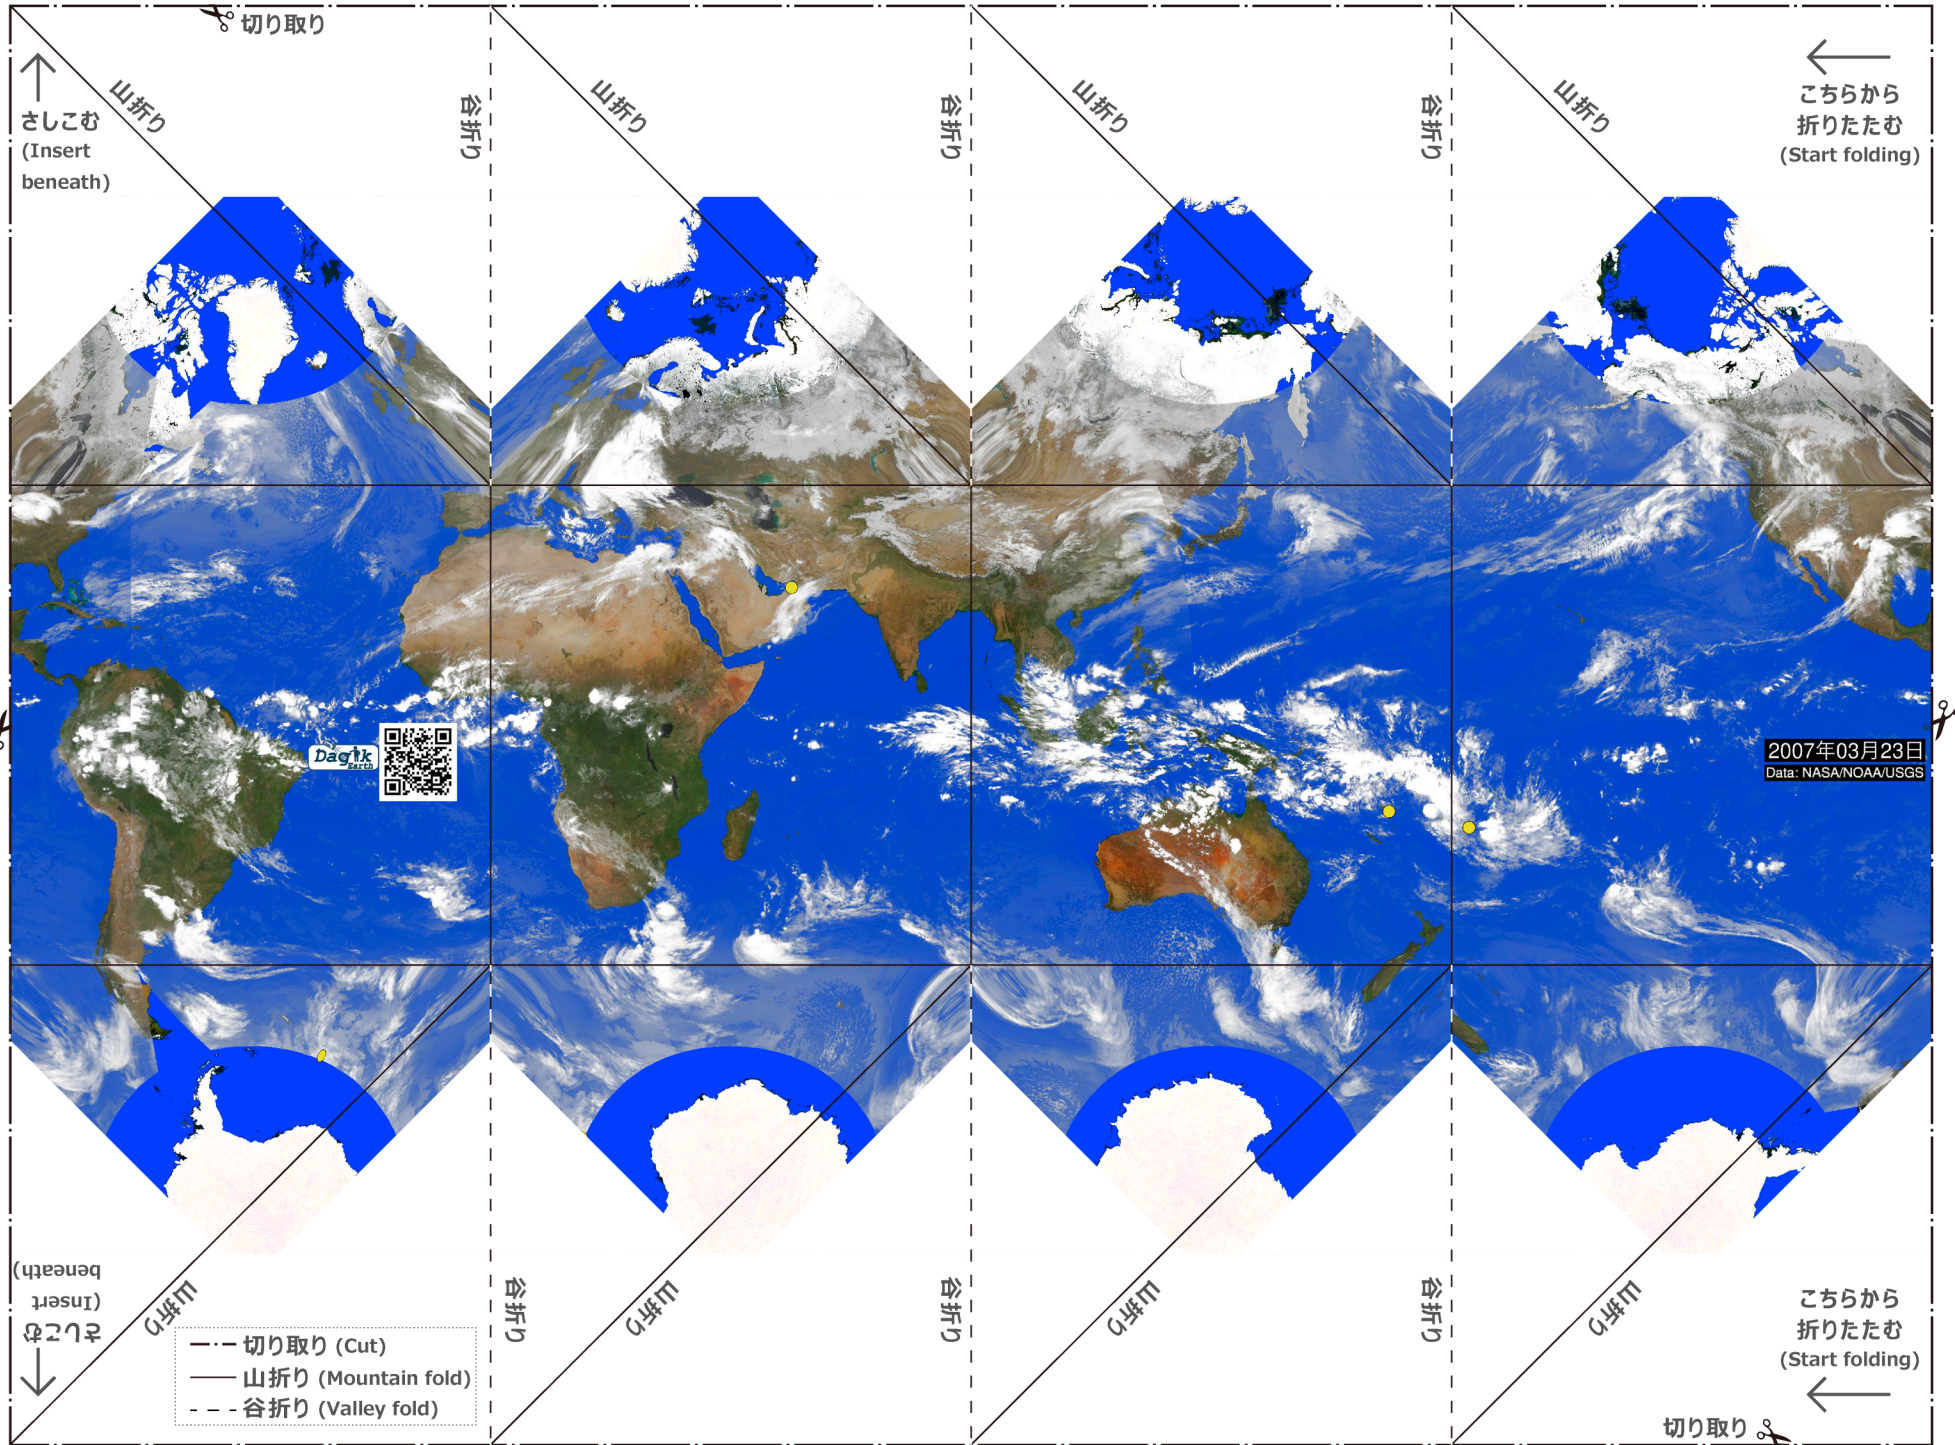 切り取り
さしこむ
(Insert
beneath)
山折り
谷折り
山折り
谷折り
山折り
谷折り
山折り
こちらから
折りたたむ
(Start folding)
Dagik
Earth
2007年03月23日
Data: NASA/NOAA/USGS
さしこむ
(Insert
beneath)
山折り
谷折り
山折り
谷折り
山折り
谷折り
山折り
こちらから
折りたたむ
(Start folding)
切り取り (Cut)
山折り (Mountain fold)
谷折り (Valley fold)
切り取り